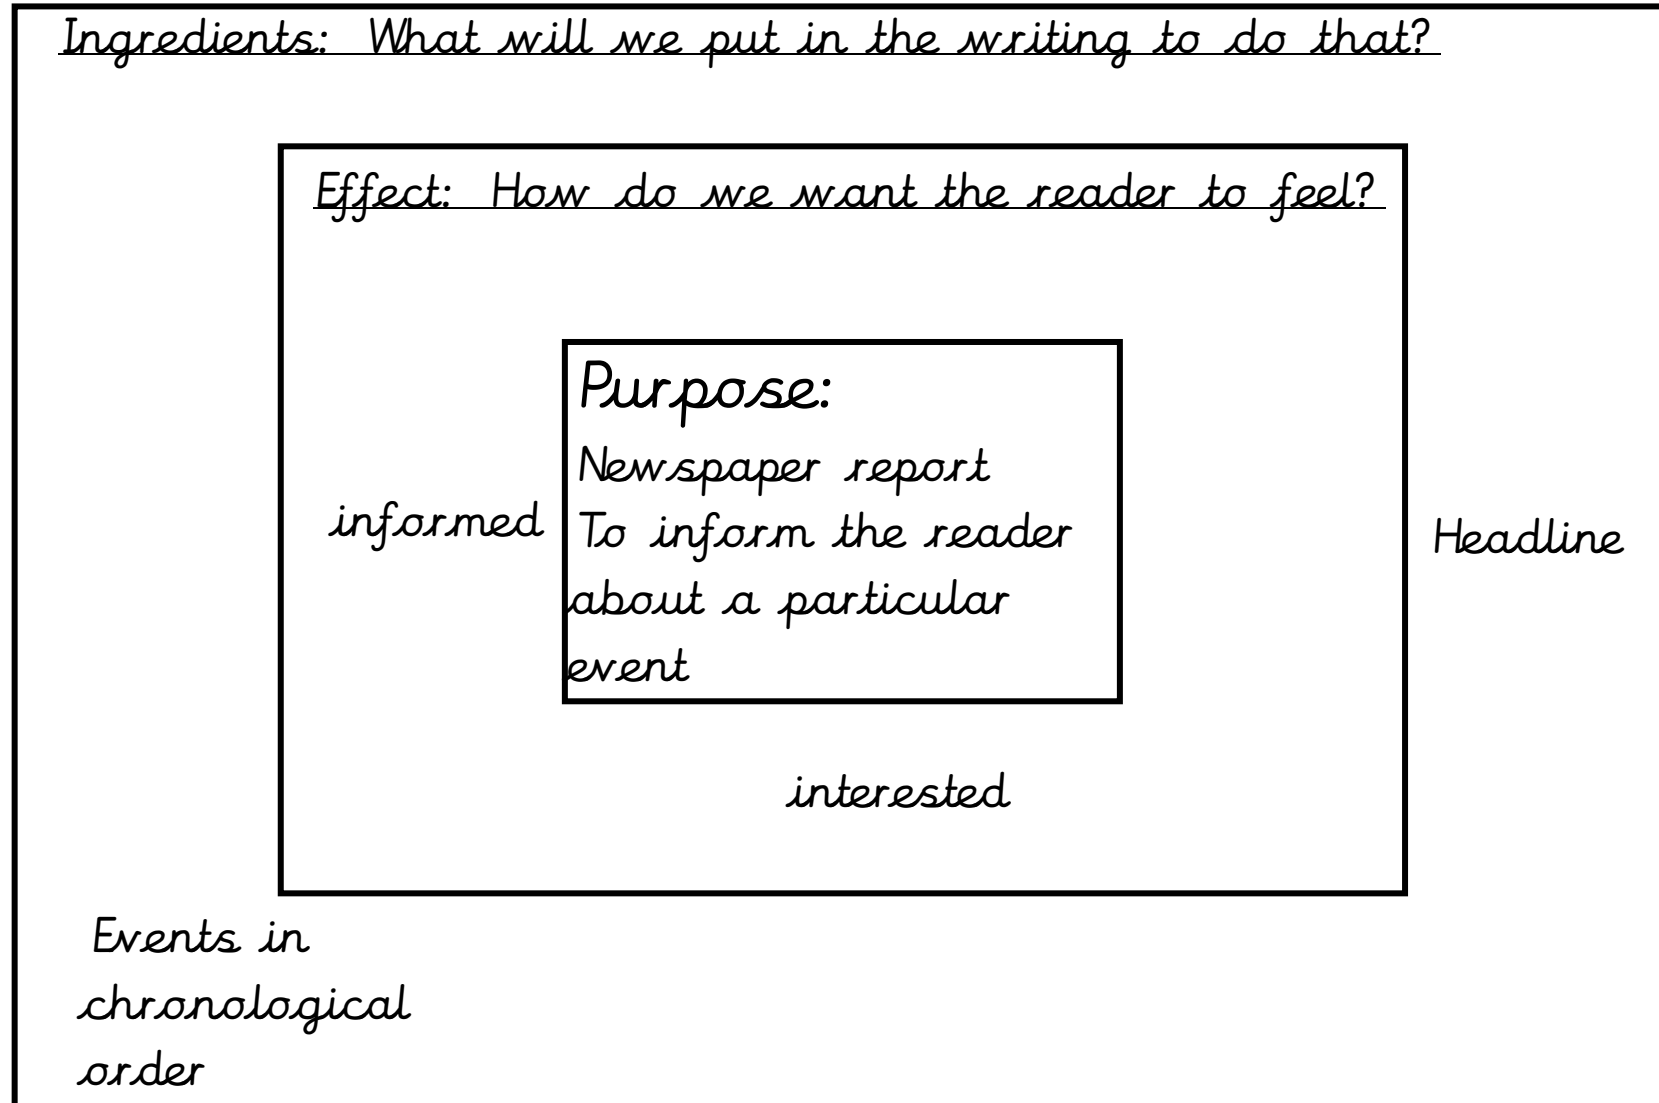 Ingredients: What will we put in the writing to do that?
Effect: How do we want the reader to feel?
Purpose:
Newspaper report
To inform the reader
about a particular
event
informed
Headline
interested
Events in
chronological
order